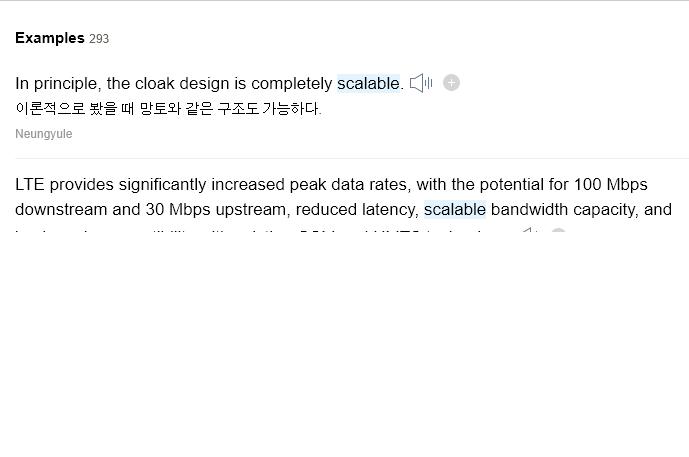 Examples 293
In principle, the cloak design is completely scalable.
이론적으로 봤을 때 망토와 같은 구조도 가능하다.
Neungyule
LTE provides significantly increased peak data rates, with the potential for 100 Mbps
downstream and 30 Mbps upstream, reduced latency, scalable bandwidth capacity, and